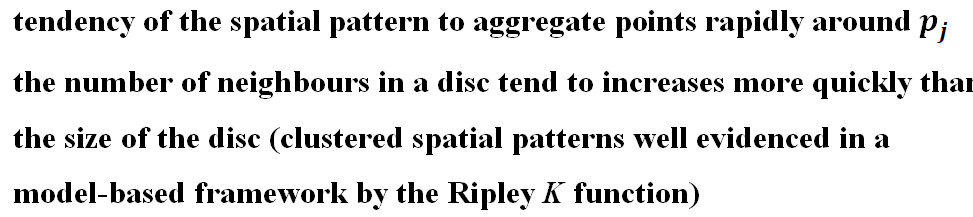 tendency of the spatial pattern to aggregate points rapidly around pj
the number of neighbours in a disc tend to increases more quickly than
the size of the disc (clustered spatial patterns well evidenced in a
model-based framework by the Ripley K function)